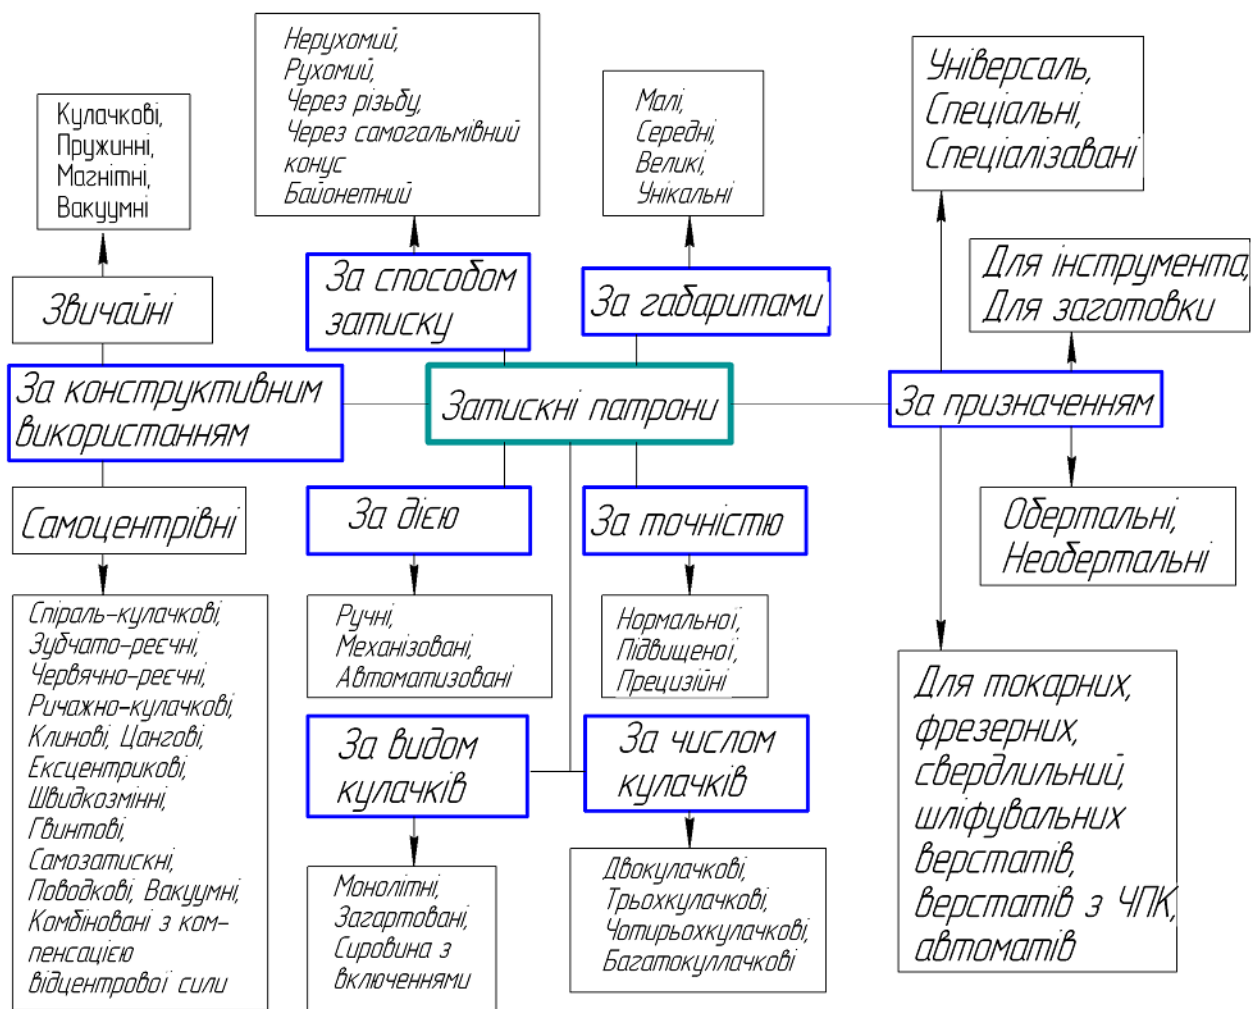 Кулачкові,
Пружинні,
Магнітні,
Вакуумні
Нерухомий,
Рухомий,
Через різьбу,
Через самогальмівний
конус
Байонетний
Малі,
Середні,
Великі,
Унікальні
Універсаль,
Спеціальні,
Спеціалізавані
Звичайні
За способом
затиску
За габаритами
Для інструмента,
Для заготовки
За конструктивним
використанням
Затискні патрони
За призначенням
Самоцентрівні
За дією
За точністю
Обертальні,
Необертальні
Спіраль-кулачкові,
Зубчато-реєчні,
Червячно-реєчні,
Ричажно-кулачкові,
Клинові, Цангові,
Ексцентрикові,
Швидкозмінні,
Гвинтові,
Самозатискні,
Поводкові, Вакуумні,
Комбіновані з ком-
пенсацією
відцентрової сили
Ручні,
Механізовані,
Автоматизовані
Нормальної,
Підвищеної,
Прецизійні
Для токарних,
фрезерних,
свердлильний,
шліфувальних
верстатів,
верстатів з ЧПК,
автоматів
За видом
кулачків
За числом
кулачків
Монолітні,
Загартовані,
Сировина з
включеннями
Двокулачкові,
Трьохкулачкові,
Чотирьохкулачкові,
Багатокуллачкові